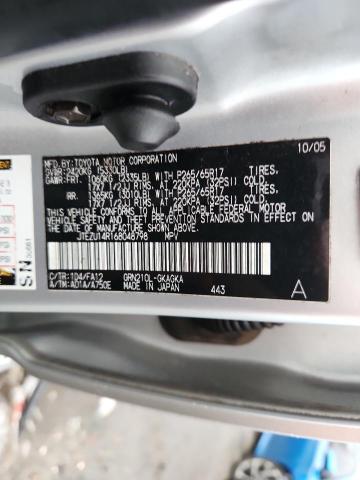 10/05
MFD.BY: TOYOTA MOTOR CORPORATION
GVWR: 2420KG (5330LB)
GAWR: FRT. 1060KG (2335LB) WITH P265/65R17 TIRES,
17X7 1/2JJ RIMS, AT 220KPA (32PSI) COLD.
RR. 1365KG (3010LB) WITH P265/65R17 TIRES,
17X7 1/2JJ RIMS, AT 220KPA (32PSI) COLD.
THIS VEHICLE CONFORMS TO ALL APPLICABLE FEDERAL MOTOR
VEHICLE SAFETY AND THEFT PREVENTION STANDARDS IN EFFECT
ON THE DATE OF MANUFACTURE SHOWN ABOVE.
JTEZU14R168048798 MPV
C/TR: 1D4/FA12 GRN210L-GKAGKA
A/TM: A01A/A750E MADE IN JAPAN 443 A
S/N